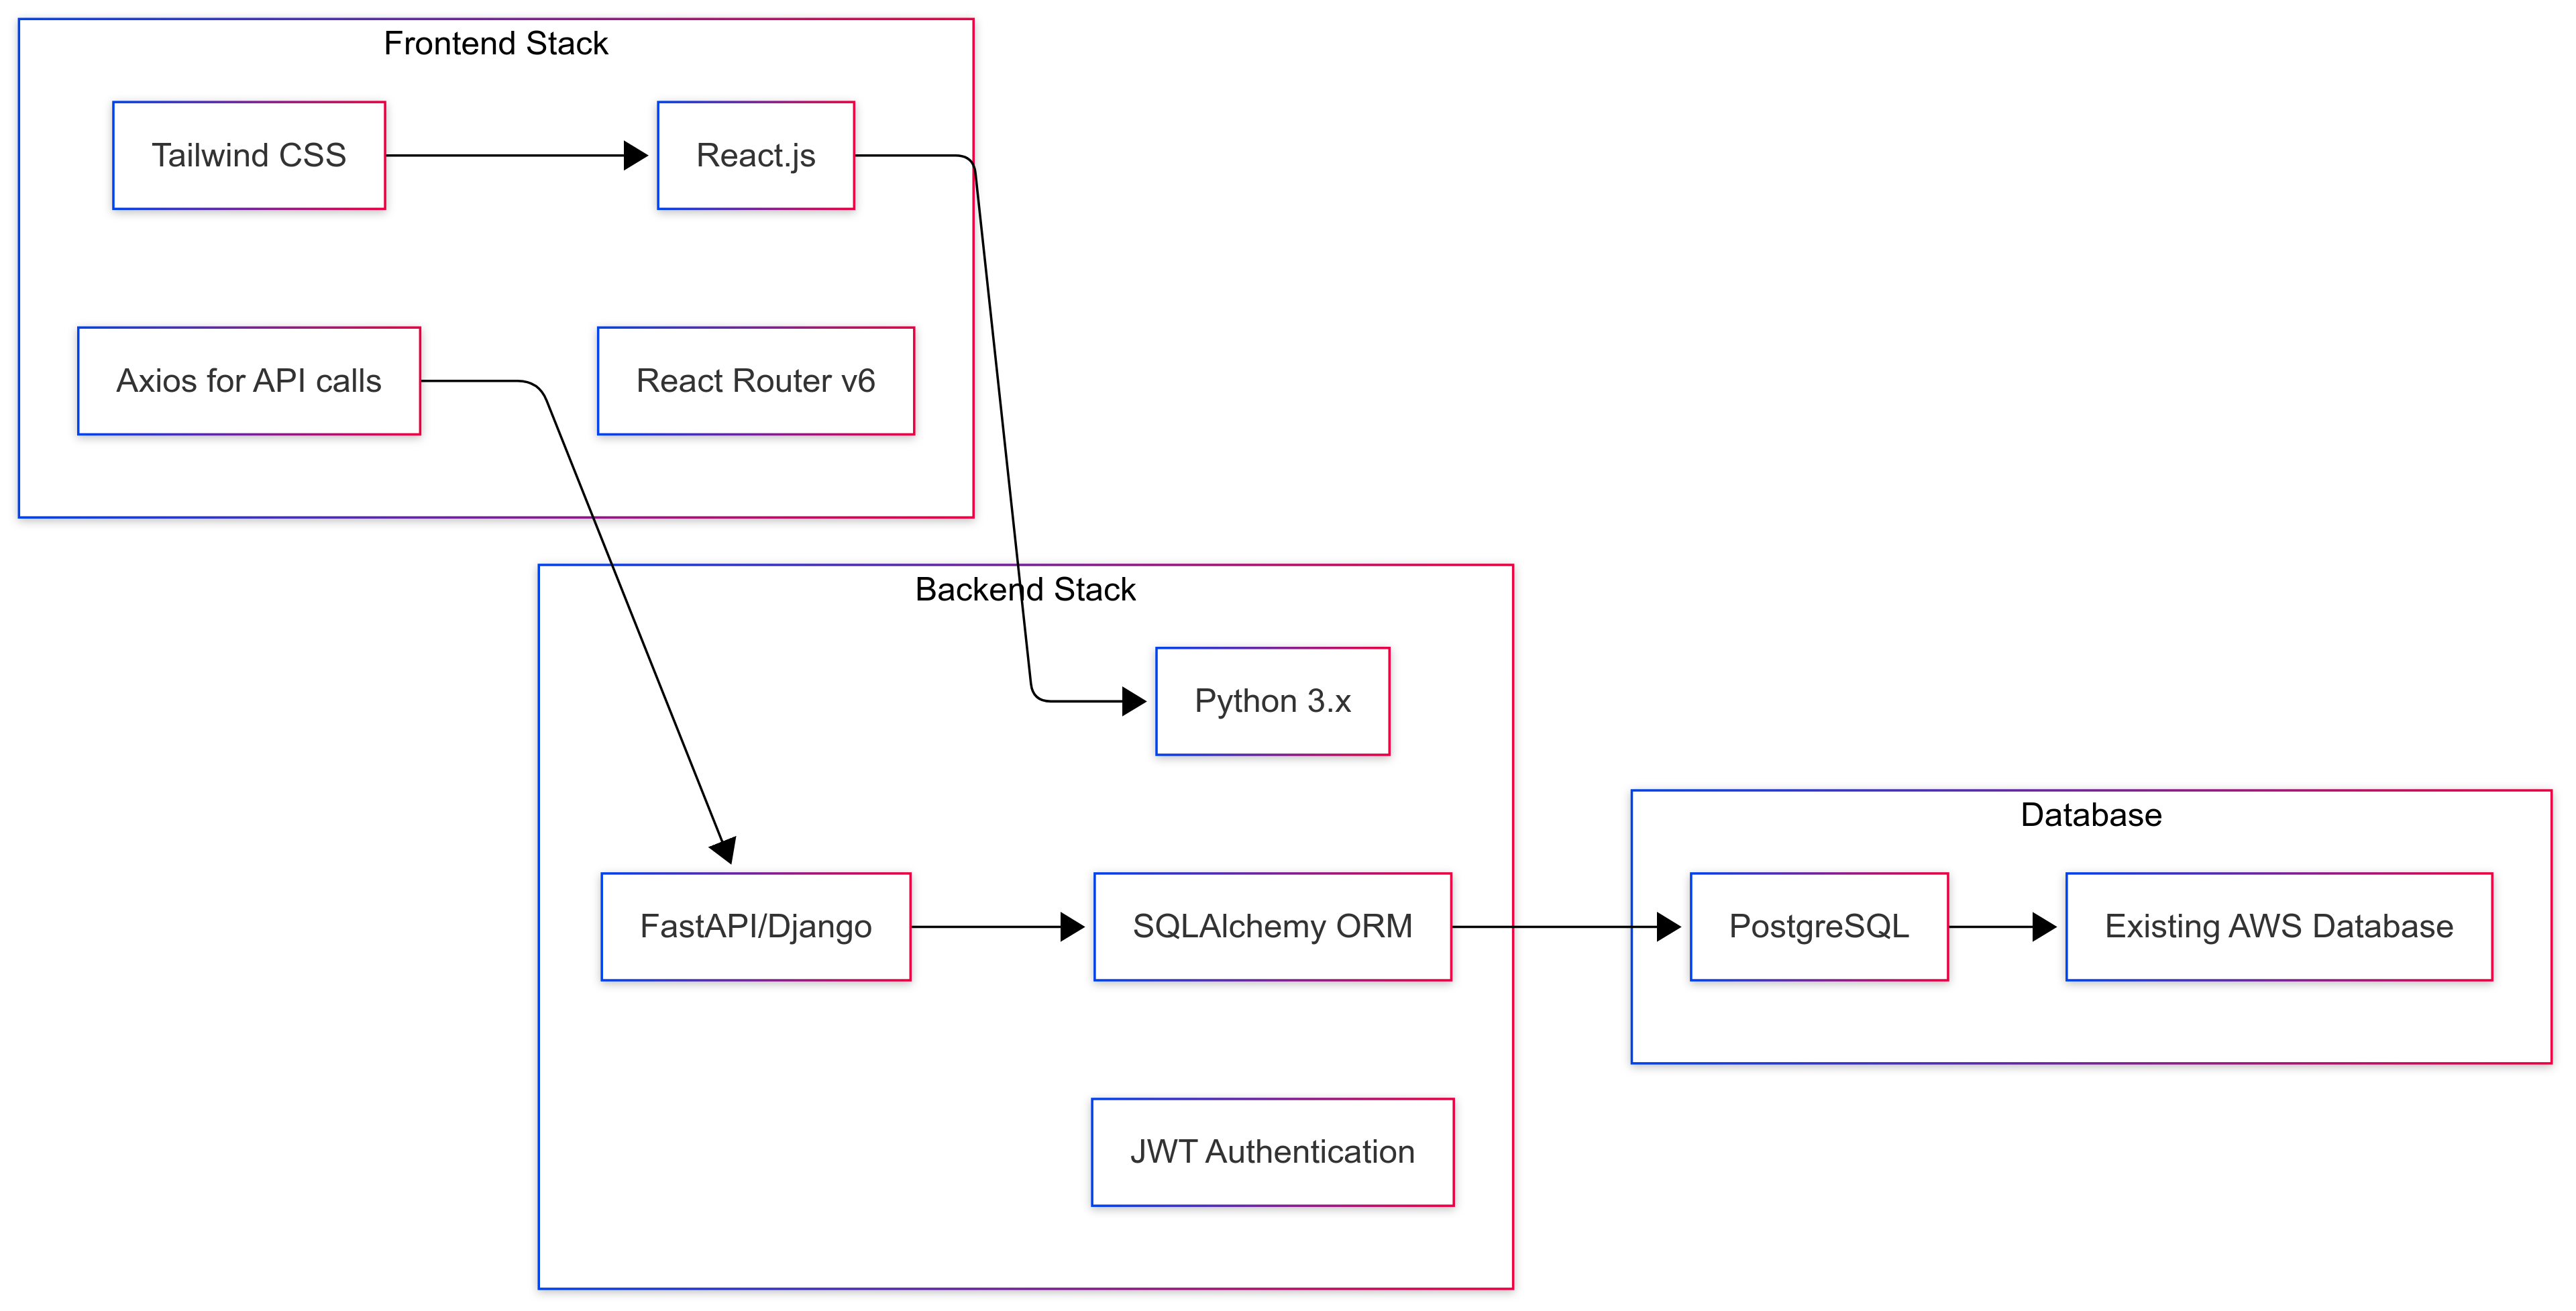 Frontend Stack
Tailwind CSS
React.js
Axios for API calls
React Router v6
Backend Stack
Python 3.x
FastAPI/Django
SQLAlchemy ORM
JWT Authentication
Database
PostgreSQL
Existing AWS Database